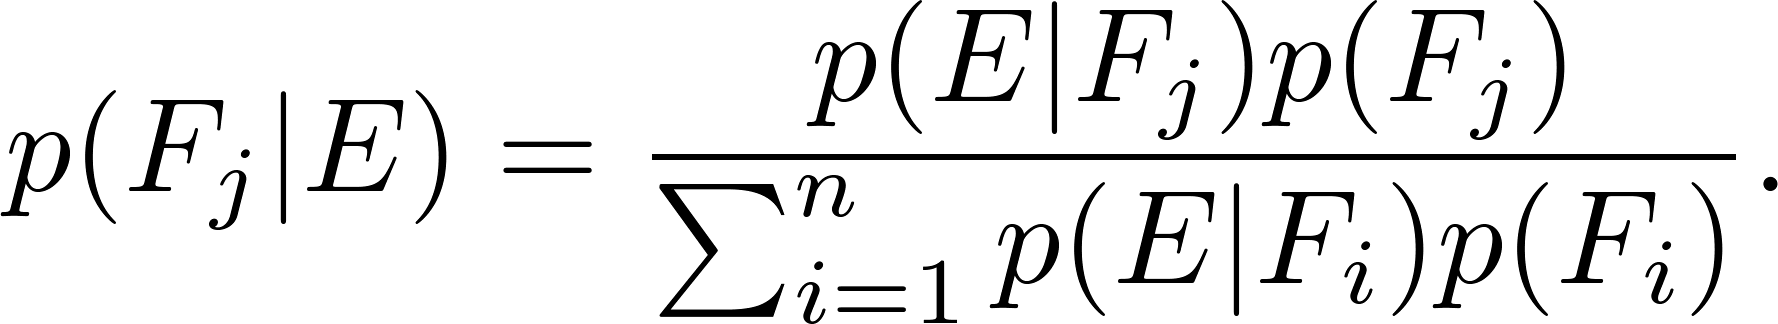 p(F_j|E) = \frac{p(E|F_j)p(F_j)}{\sum_{i=1}^{n} p(E|F_i)p(F_i)}.